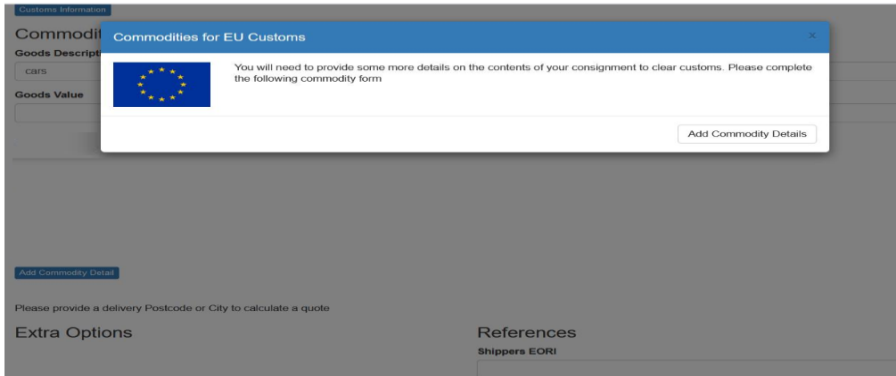 Customs Information
Commodit
Commodities for EU Customs
×
Goods Descripti
cars
You will need to provide some more details on the contents of your consignment to clear customs. Please complete
the following commodity form
Goods Value
Add Commodity Details
Add Commodity Detail
Please provide a delivery Postcode or City to calculate a quote
Extra Options
References
Shippers EORI